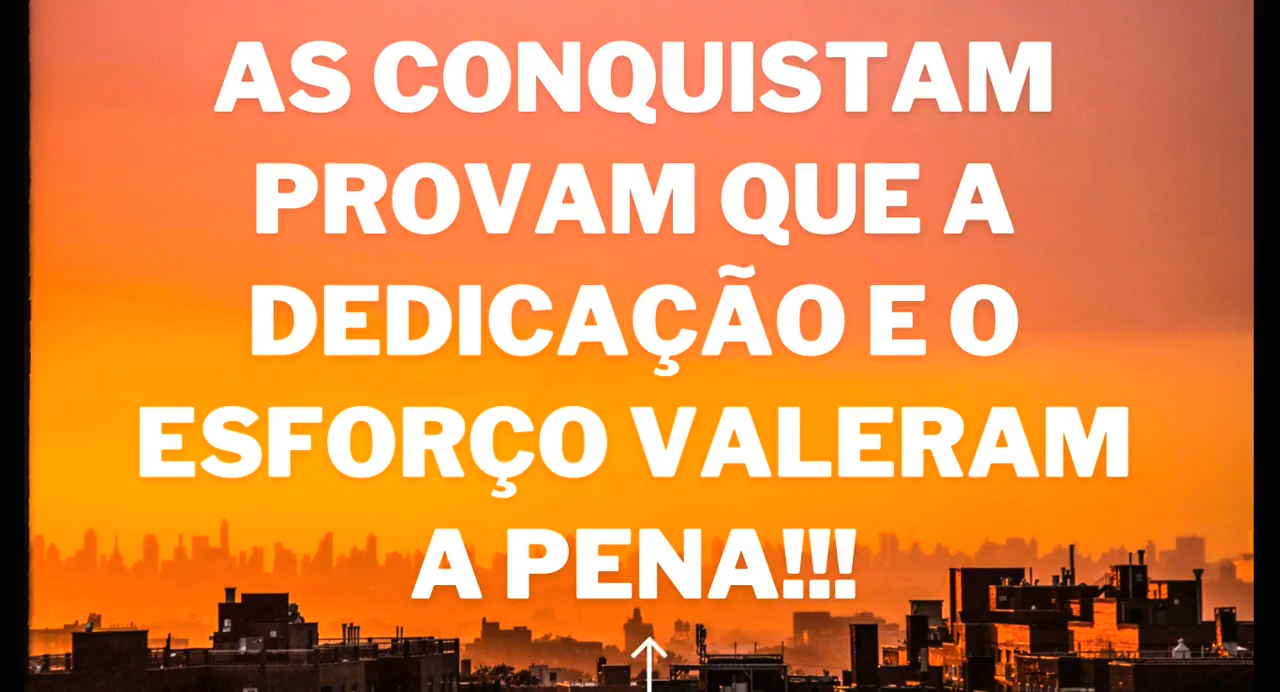 AS CONQUISTAM
PROVAM QUE A
DEDICAÇÃO E O
ESFORÇO VALERAM
A PENA!!!